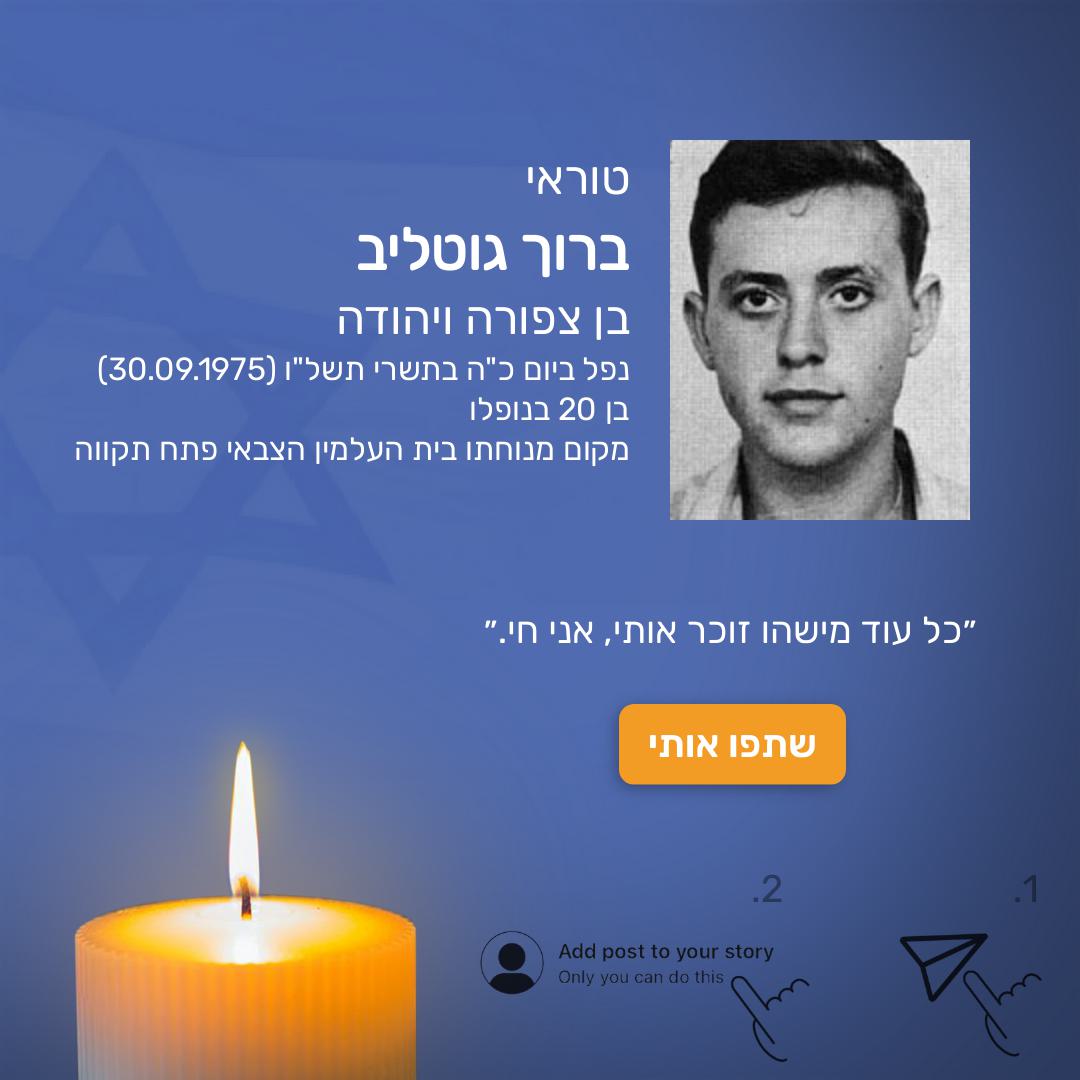 טוראי
ברוך גוטליב
בן צפורה ויהודה
נפל ביום כ"ה בתשרי תשל"ו (30.09.1975)
בן 20 בנופלו
מקום מנוחתו בית העלמין הצבאי פתח תקווה
״כל עוד מישהו זוכר אותי, אני חי.״
שתפו אותי
.1
.2
Add post to your story
Only you can do this